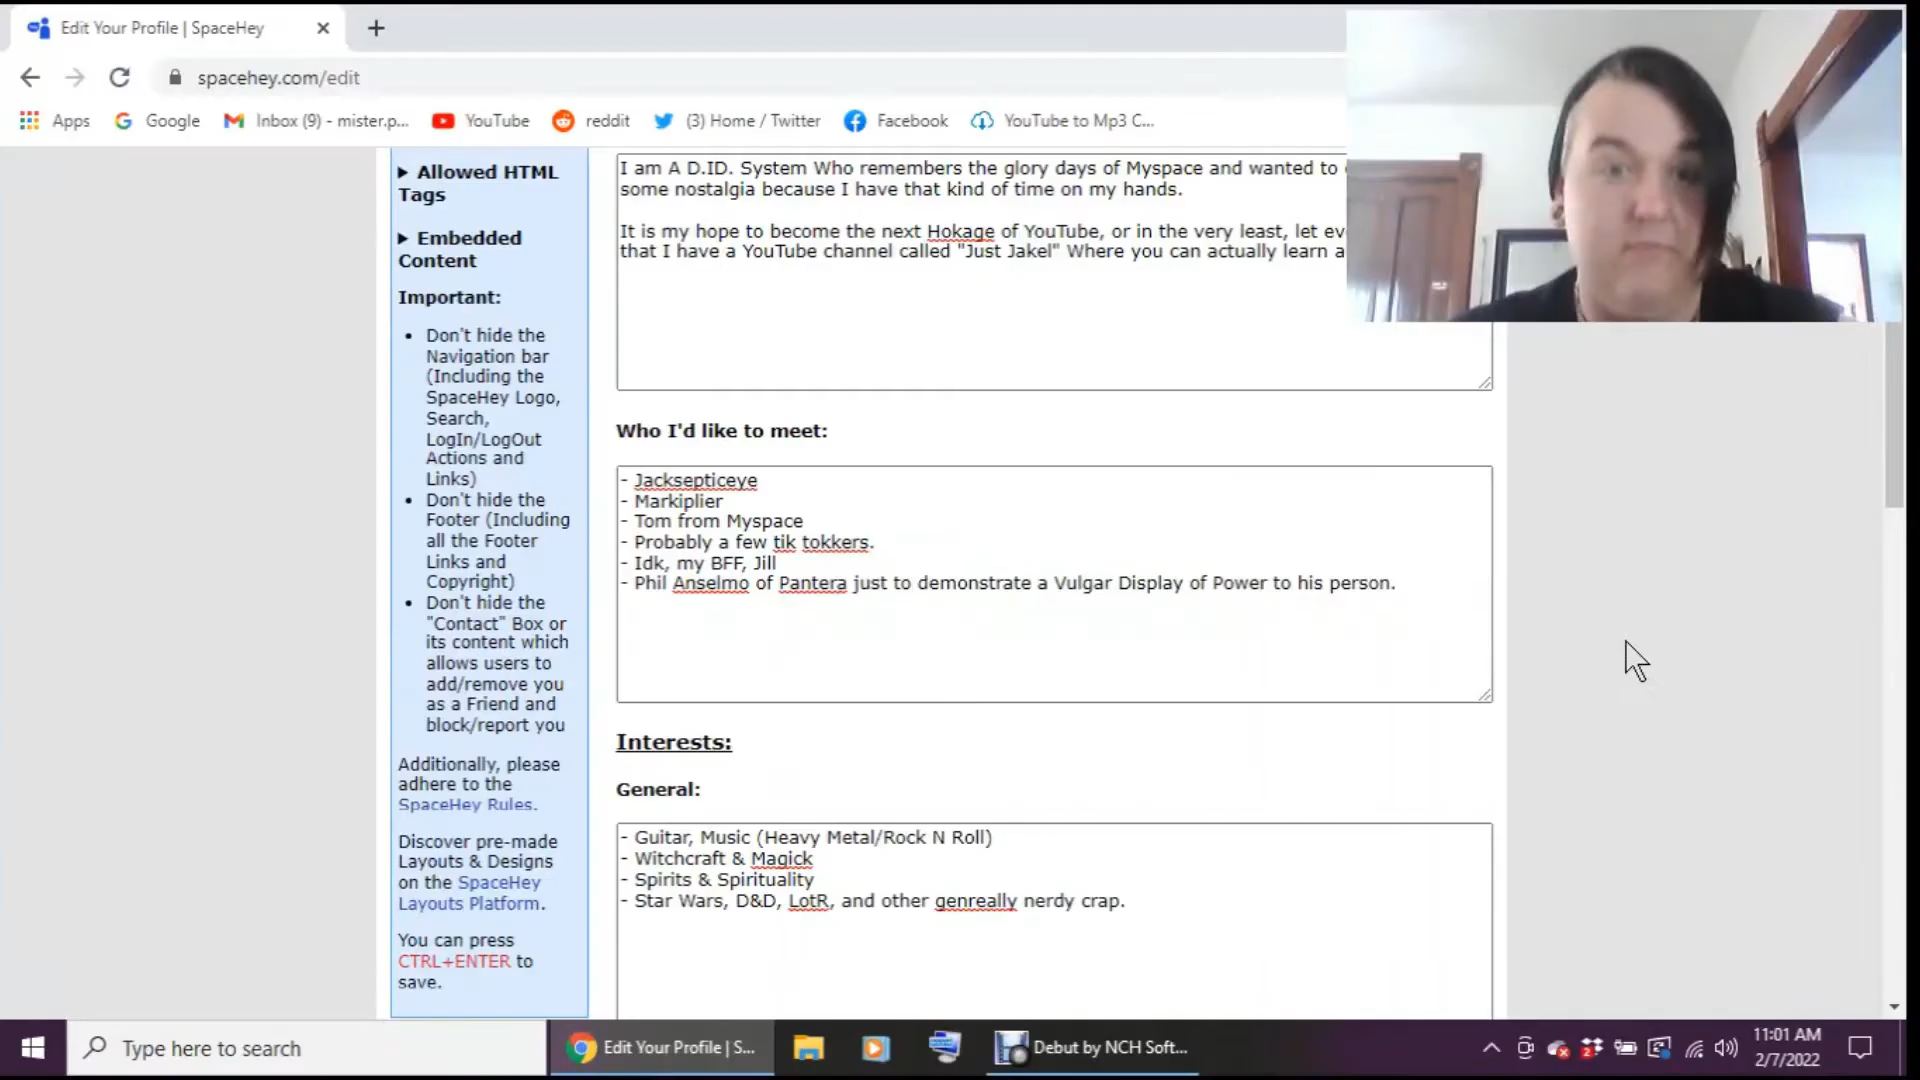 Edit Your Profile | SpaceHey
spacehey.com/edit
Apps
Google
Inbox (9) - mister.p...
YouTube
reddit
(3) Home / Twitter
Facebook
YouTube to Mp3 C...
Allowed HTML
Tags
Embedded
Content
Important:
Don't hide the
Navigation bar
(Including the
SpaceHey Logo,
Search,
LogIn/LogOut
Actions and
Links)
Don't hide the
Footer (Including
all the Footer
Links and
Copyright)
Don't hide the
"Contact" Box or
its content which
allows users to
add/remove you
as a Friend and
block/report you
Additionally, please
adhere to the
SpaceHey Rules.
Discover pre-made
Layouts & Designs
on the SpaceHey
Layouts Platform.
You can press
CTRL+ENTER to
save.
I am A D.ID. System Who remembers the glory days of Myspace and wanted to
some nostalgia because I have that kind of time on my hands.
It is my hope to become the next Hokage of YouTube, or in the very least, let
that I have a YouTube channel called "Just Jakel" Where you can actually learn
Who I'd like to meet:
- Jacksepticeye
- Markiplier
- Tom from Myspace
- Probably a few tik tokkers.
- Idk, my BFF, Jill
- Phil Anselmo of Pantera just to demonstrate a Vulgar Display of Power to his person.
Interests:
General:
- Guitar, Music (Heavy Metal/Rock N Roll)
- Witchcraft & Magick
- Spirits & Spirituality
- Star Wars, D&D, LotR, and other genreally nerdy crap.
Type here to search
Edit Your Profile | S...
Debut by NCH Soft...
2
11:01 AM
2/7/2022